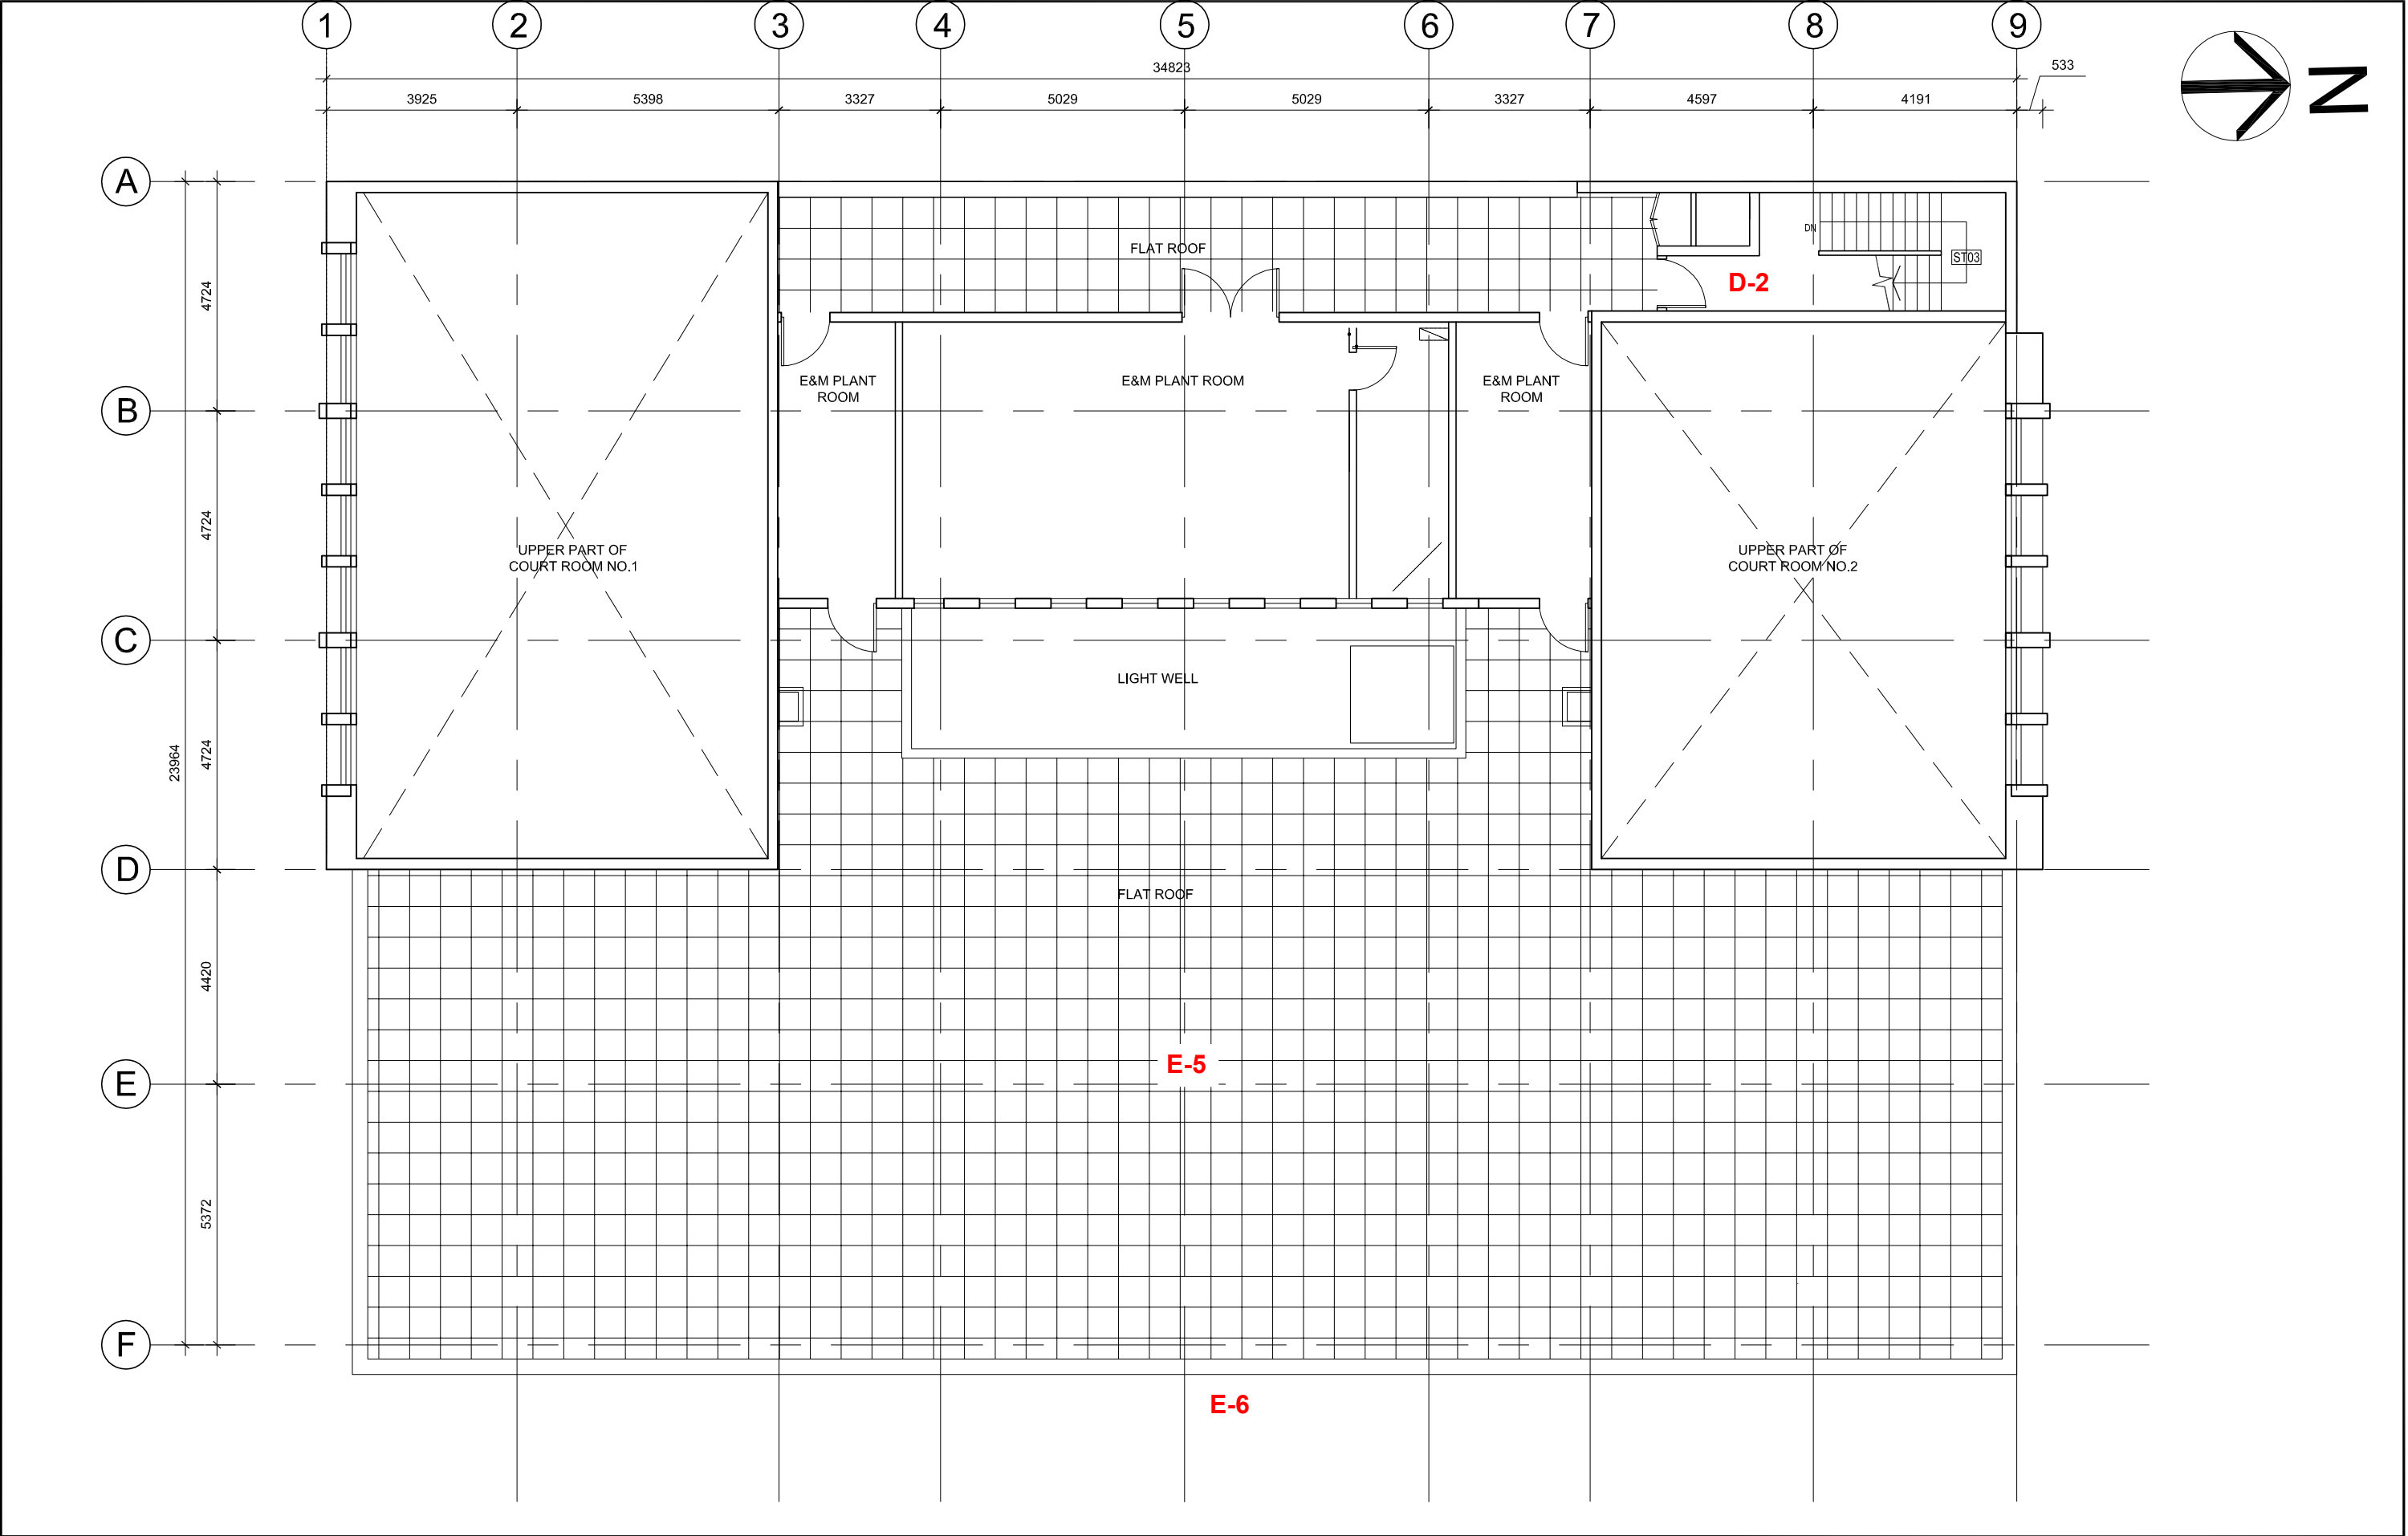 1 2 3 4 5 6 7 8 9
34823
533
3925 5398 3327 5029 5029 3327 4597 4191
N
A
FLAT ROOF
DN
ST03
D-2
4724
E&M PLANT
ROOM
E&M PLANT ROOM
E&M PLANT
ROOM
B
4724
UPPER PART OF
COURT ROOM NO.1
UPPER PART OF
COURT ROOM NO.2
C
LIGHT WELL
4724
23964
D
FLAT ROOF
4420
E-5
E
5372
F
E-6